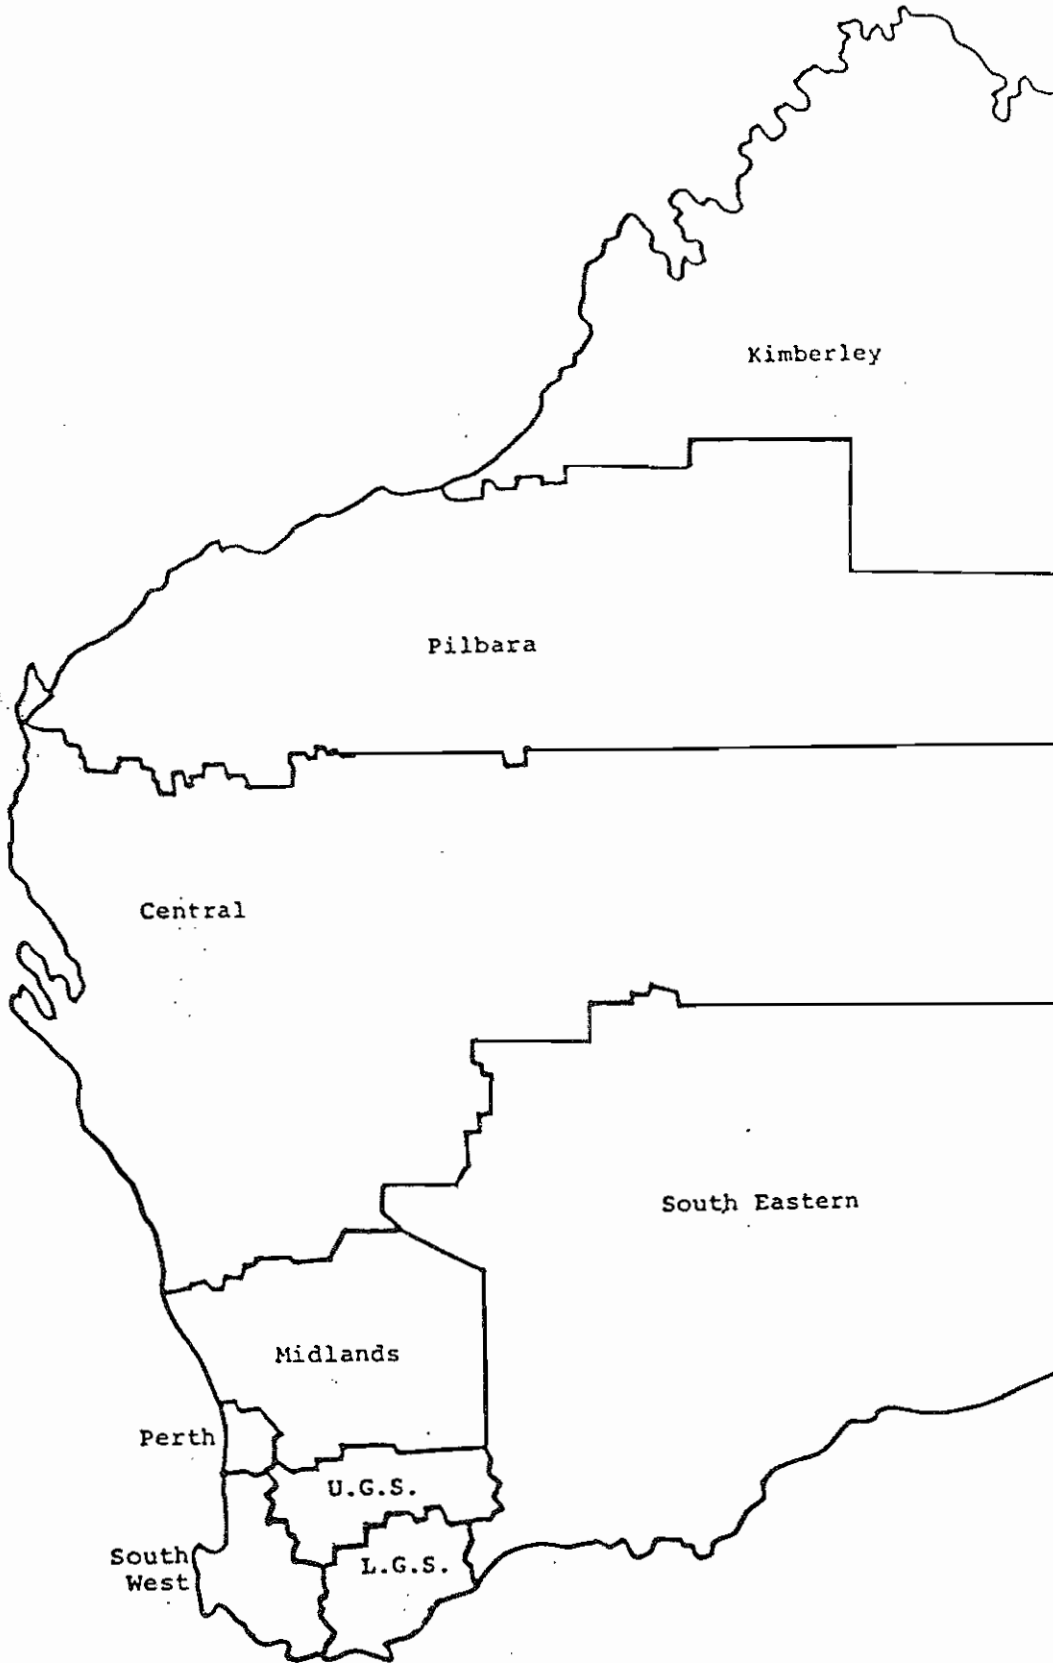 Kimberley
Pilbara
Central
South Eastern
Midlands
Perth
U.G.S.
South
West
L.G.S.